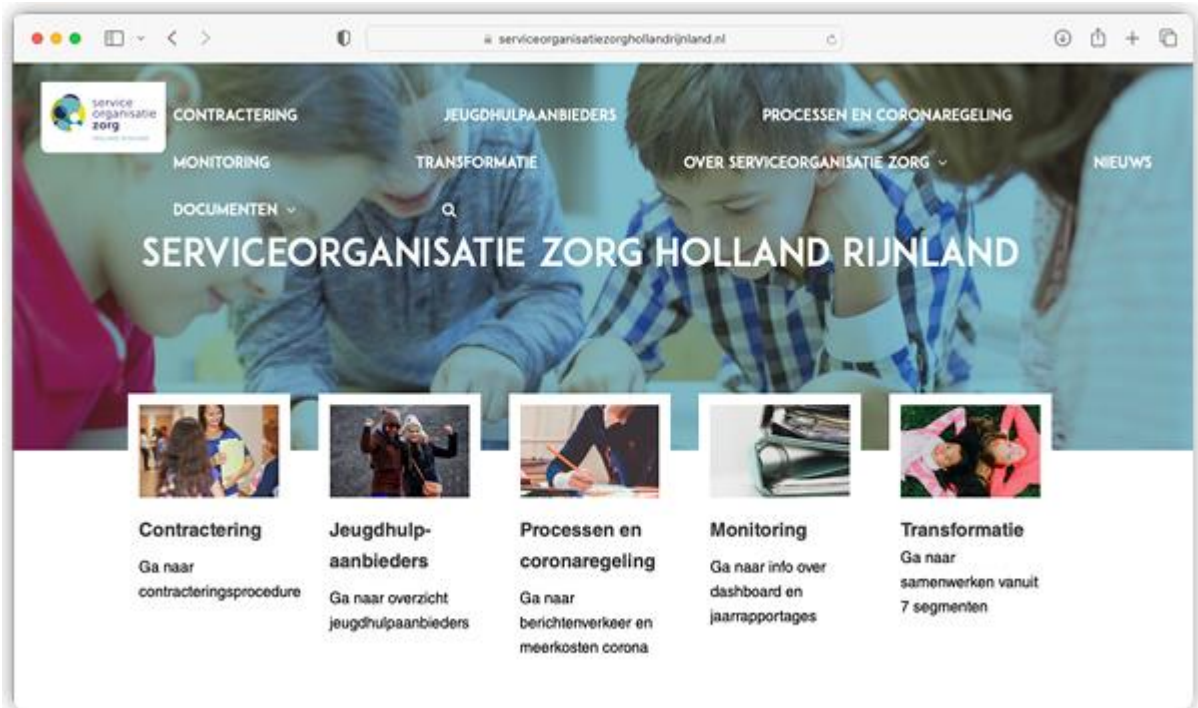 serviceorganisatiezorghollandrijnland.nl
service
organisatie
zorg
HOLLAND RIJNLAND
CONTRACTERING JEUGDHULPAANBIEDERS PROCESSEN EN CORONAREGELING
MONITORING TRANSFORMATIE OVER SERVICEORGANISATIE ZORG NIEUWS
DOCUMENTEN
SERVICEORGANISATIE ZORG HOLLAND RIJNLAND
Contractering
Ga naar
contracteringsprocedure
Jeugdhulp-
aanbieders
Ga naar overzicht
jeugdhulpaanbieders
Processen en
coronaregeling
Ga naar
berichtenverkeer en
meerkosten corona
Monitoring
Ga naar info over
dashboard en
jaarrapportages
Transformatie
Ga naar
samenwerken vanuit
7 segmenten